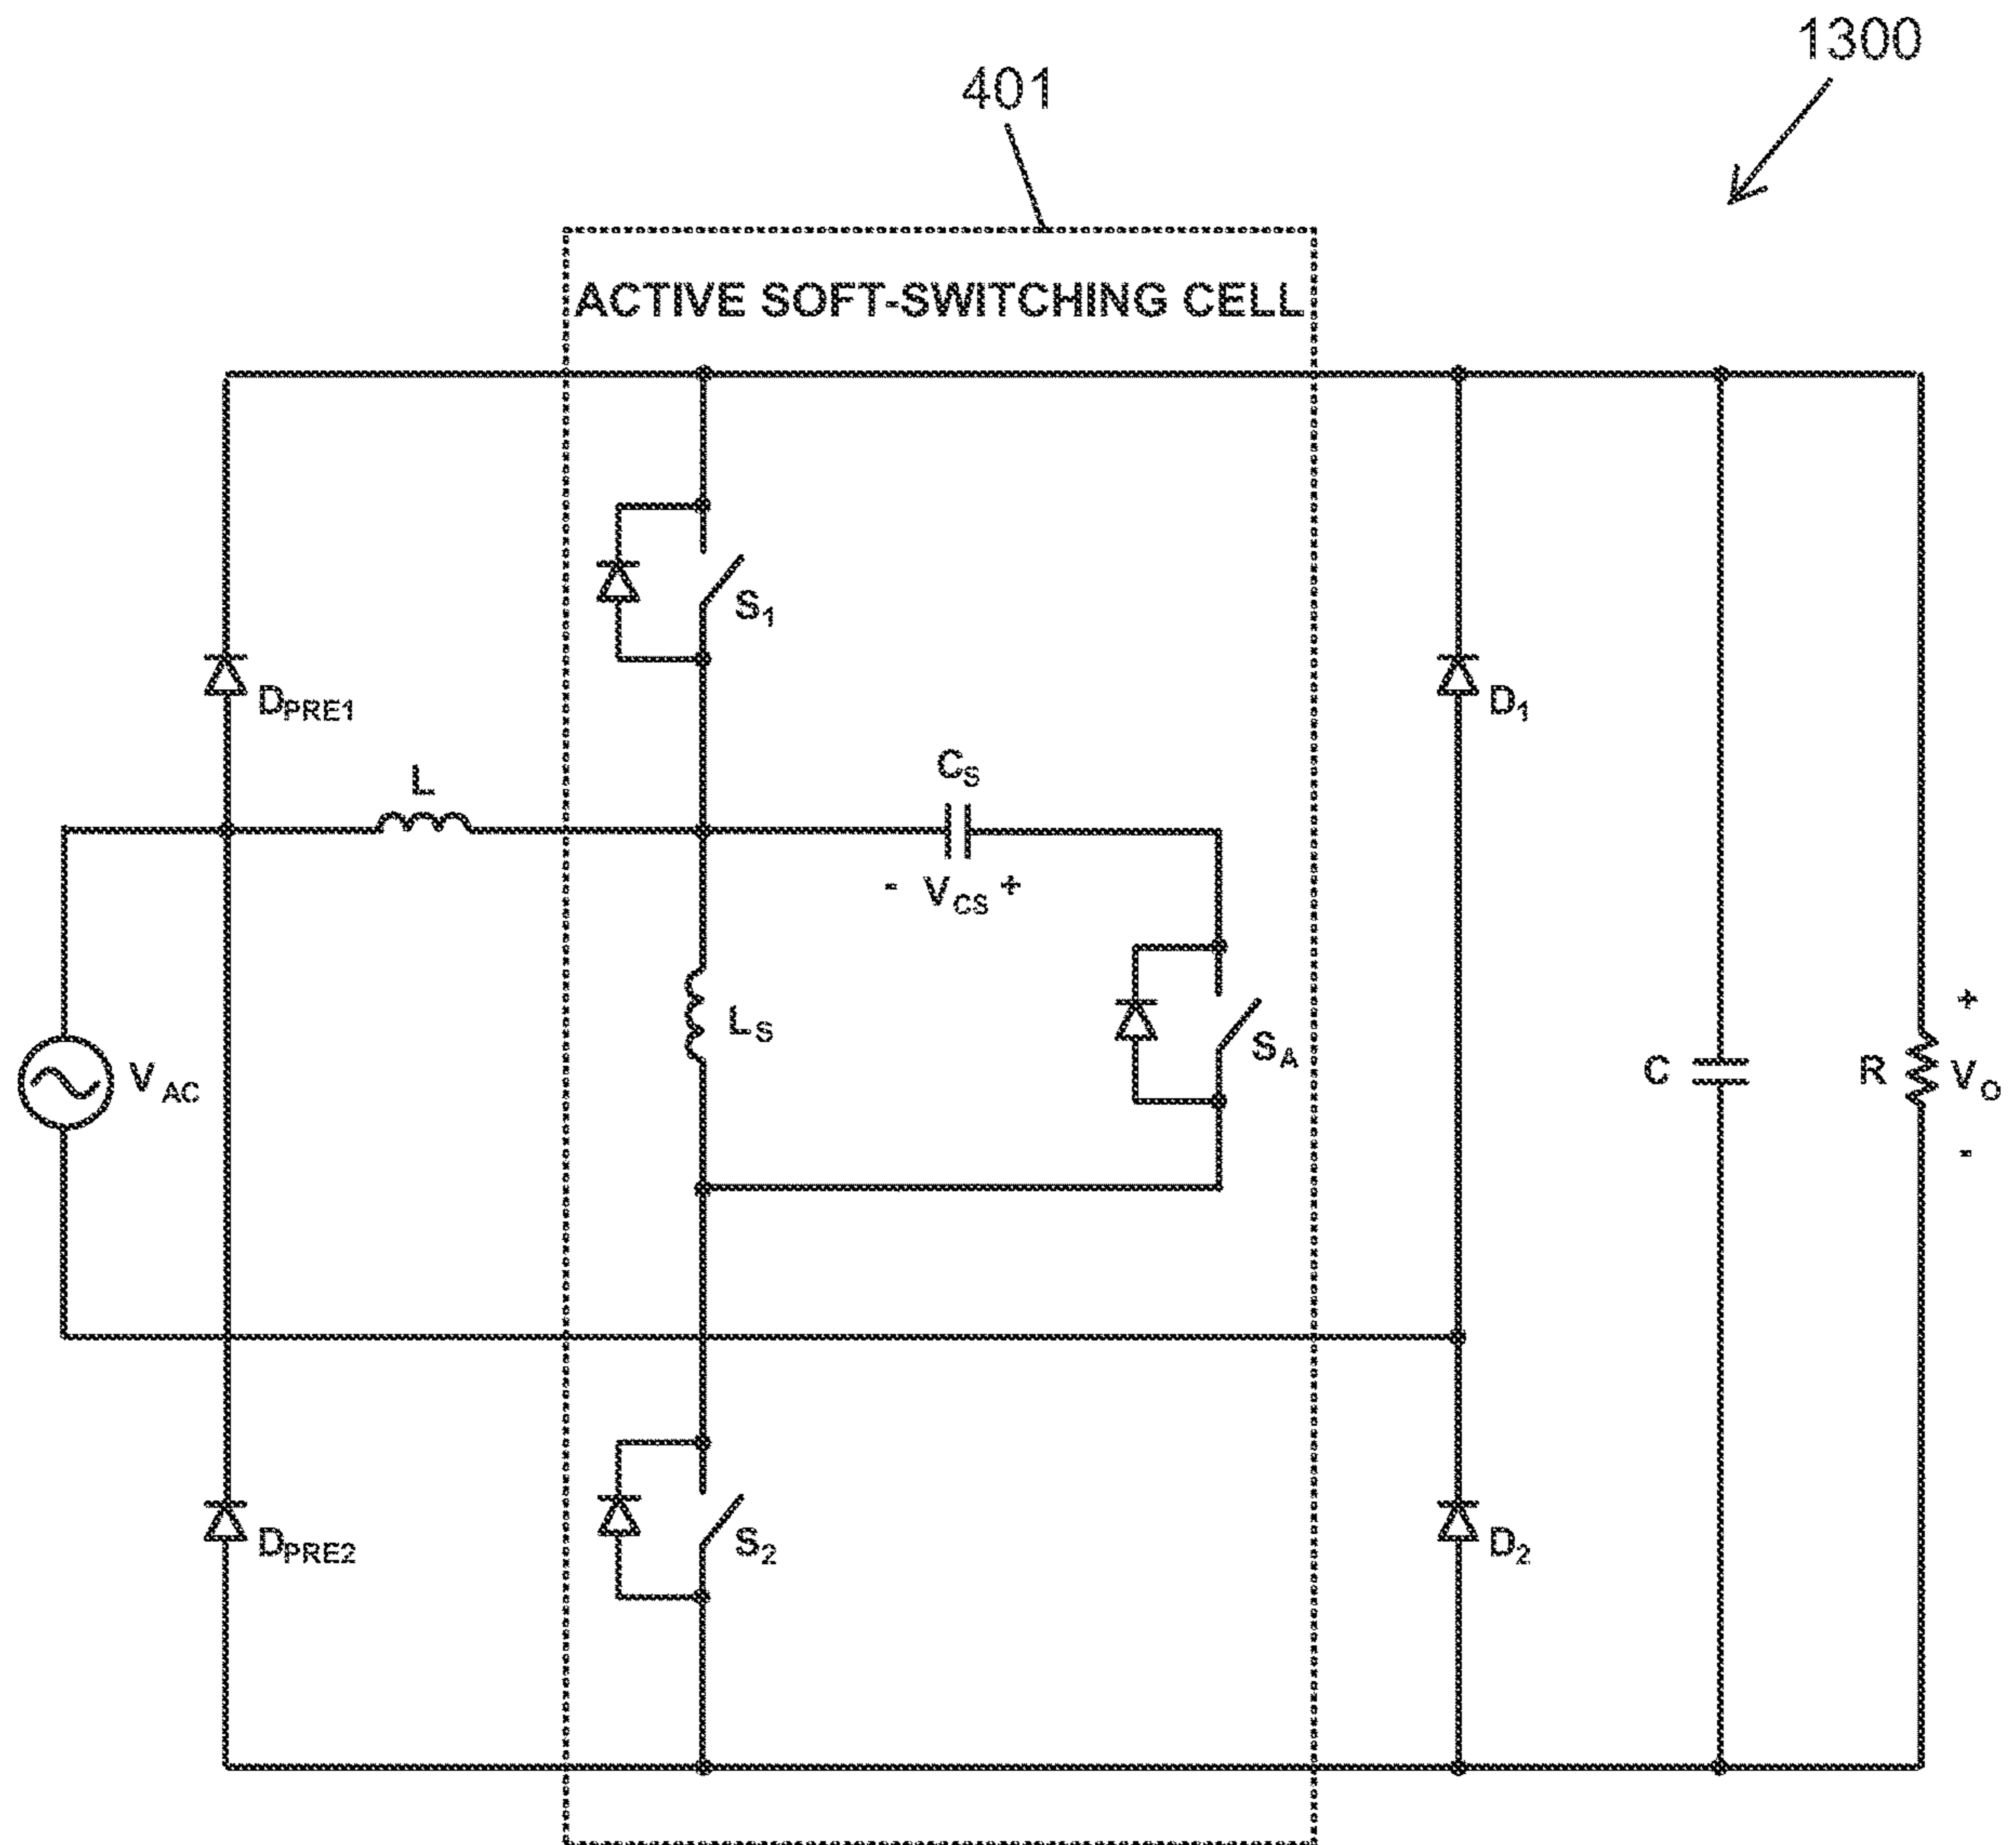 1300
401
ACTIVE SOFT-SWITCHING CELL
S1
DPRE1
D1
L
CS
- VCS +
LS
SA
VAC
C
R
+
VO
-
S2
DPRE2
D2